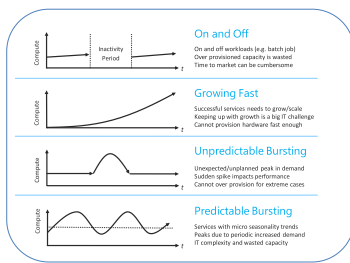 Compute
Inactivity
Period
t
On and Off
On and off workloads (e.g. batch job)
Over provisioned capacity is wasted
Time to market can be cumbersome
Compute
t
Growing Fast
Successful services needs to grow/scale
Keeping up with growth is a big IT challenge
Cannot provision hardware fast enough
Compute
t
Unpredictable Bursting
Unexpected/unplanned peak in demand
Sudden spike impacts performance
Cannot over provision for extreme cases
Compute
t
Predictable Bursting
Services with micro seasonality trends
Peaks due to periodic increased demand
IT complexity and wasted capacity